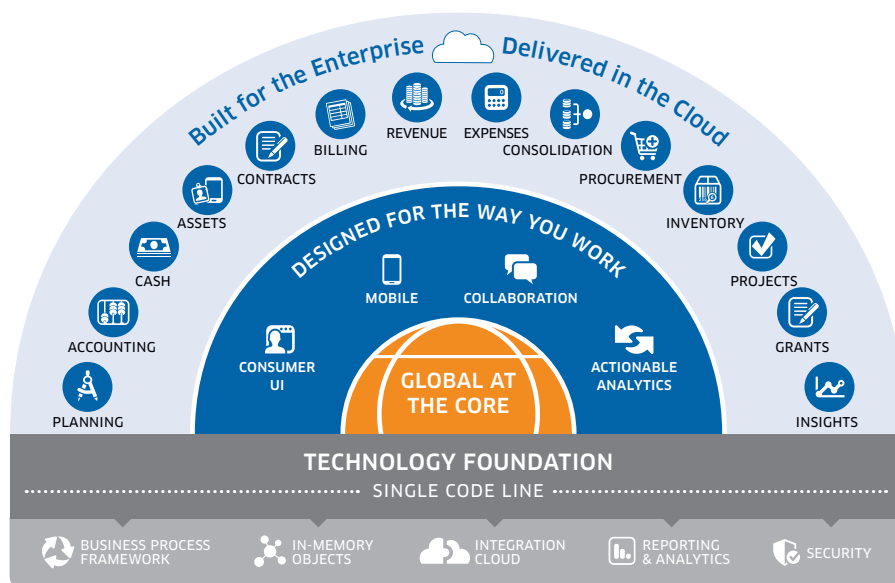 Built for the Enterprise
Delivered in the Cloud
PLANNING
ACCOUNTING
CASH
ASSETS
CONTRACTS
BILLING
REVENUE
EXPENSES
CONSOLIDATION
PROCUREMENT
INVENTORY
PROJECTS
GRANTS
INSIGHTS
DESIGNED FOR THE WAY YOU WORK
CONSUMER
UI
MOBILE
COLLABORATION
ACTIONABLE
ANALYTICS
GLOBAL AT
THE CORE
TECHNOLOGY FOUNDATION
SINGLE CODE LINE
BUSINESS PROCESS
FRAMEWORK
IN-MEMORY
OBJECTS
INTEGRATION
CLOUD
REPORTING
& ANALYTICS
SECURITY